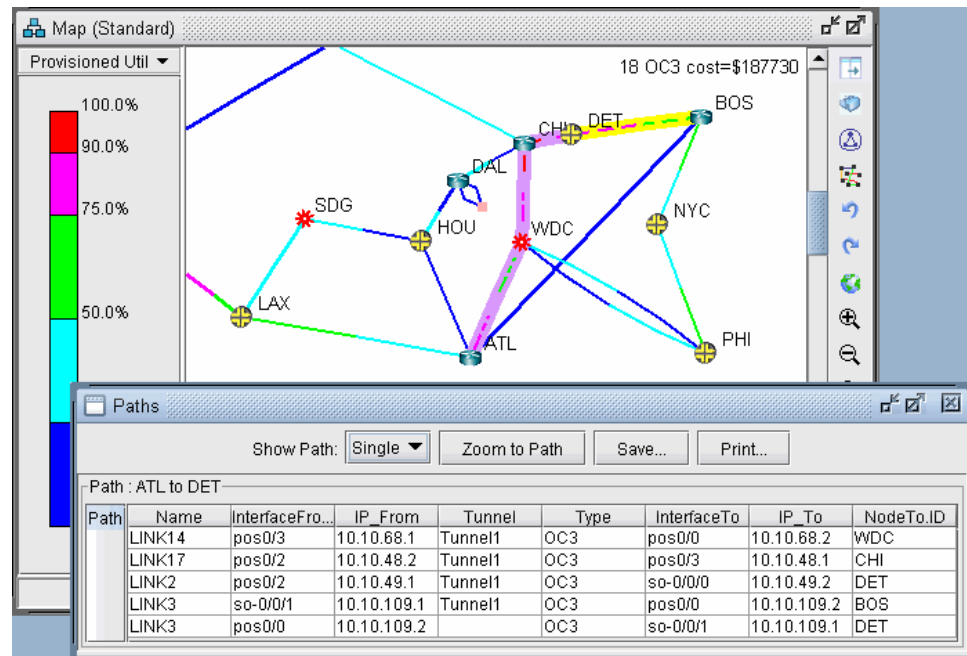 Map (Standard)
Provisioned Util
18 OC3 cost=$187730
100.0%
90.0%
75.0%
50.0%
BOS
DET
CHI
DAL
SDG
HOU
WDC
NYC
LAX
ATL
PHI
Paths
Show Path: Single Zoom to Path Save... Print...
Path : ATL to DET
Path Name InterfaceFro... IP_From Tunnel Type InterfaceTo IP_To NodeTo.ID
LINK14 pos0/3 10.10.68.1 Tunnel1 OC3 pos0/0 10.10.68.2 WDC
LINK17 pos0/2 10.10.48.2 Tunnel1 OC3 pos0/3 10.10.48.1 CHI
LINK2 pos0/2 10.10.49.1 Tunnel1 OC3 so-0/0/0 10.10.49.2 DET
LINK3 so-0/0/1 10.10.109.1 Tunnel1 OC3 pos0/0 10.10.109.2 BOS
LINK3 pos0/0 10.10.109.2 OC3 so-0/0/1 10.10.109.1 DET